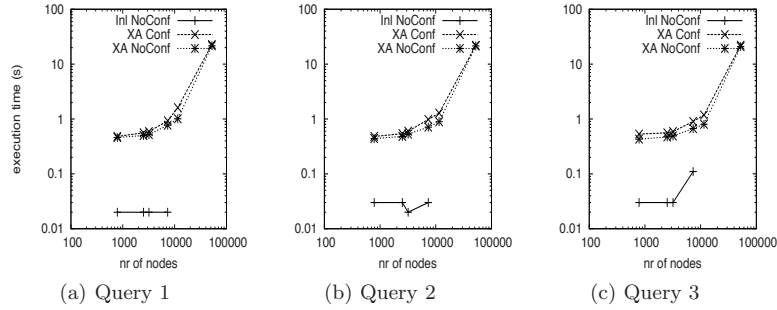 Inl NoConf
XA Conf
XA NoConf
100
10
1
0.1
0.01
execution time (s)
100 1000 10000 100000
nr of nodes
(a) Query 1
Inl NoConf
XA Conf
XA NoConf
100
10
1
0.1
0.01
100 1000 10000 100000
nr of nodes
(b) Query 2
Inl NoConf
XA Conf
XA NoConf
100
10
1
0.1
0.01
100 1000 10000 100000
nr of nodes
(c) Query 3